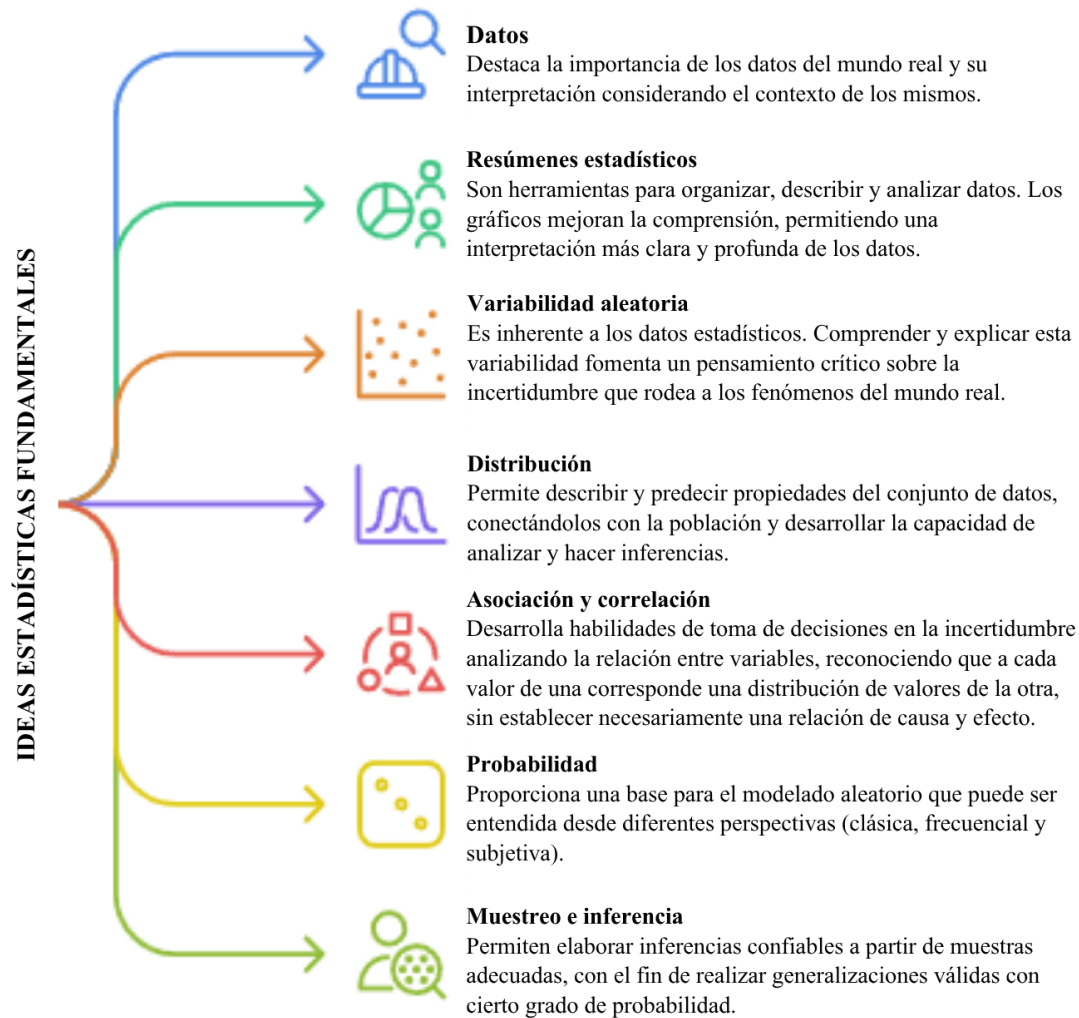 IDEAS ESTADÍSTICAS FUNDAMENTALES
Datos
Destaca la importancia de los datos del mundo real y su
interpretación considerando el contexto de los mismos.
Resúmenes estadísticos
Son herramientas para organizar, describir y analizar datos. Los
gráficos mejoran la comprensión, permitiendo una
interpretación más clara y profunda de los datos.
Variabilidad aleatoria
Es inherente a los datos estadísticos. Comprender y explicar esta
variabilidad fomenta un pensamiento crítico sobre la
incertidumbre que rodea a los fenómenos del mundo real.
Distribución
Permite describir y predecir propiedades del conjunto de datos,
conectándolos con la población y desarrollar la capacidad de
analizar y hacer inferencias.
Asociación y correlación
Desarrolla habilidades de toma de decisiones en la incertidumbre
analizando la relación entre variables, reconociendo que a cada
valor de una corresponde una distribución de valores de la otra,
sin establecer necesariamente una relación de causa y efecto.
Probabilidad
Proporciona una base para el modelado aleatorio que puede ser
entendida desde diferentes perspectivas (clásica, frecuencial y
subjetiva).
Muestreo e inferencia
Permiten elaborar inferencias confiables a partir de muestras
adecuadas, con el fin de realizar generalizaciones válidas con
cierto grado de probabilidad.